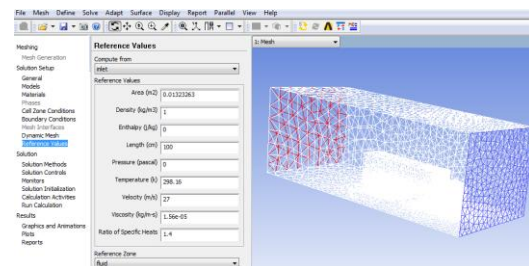 File Mesh Define Solve Adapt Surface Display Report Parallel View Help
Meshing
Mesh Generation
Solution Setup
General
Models
Materials
Phases
Cell Zone Conditions
Boundary Conditions
Mesh Interfaces
Dynamic Mesh
Reference Values
Solution
Solution Methods
Solution Controls
Monitors
Solution Initialization
Calculation Activities
Run Calculation
Results
Graphics and Animations
Plots
Reports
Reference Values
Compute from
inlet
Reference Values
Area (m2) 0.01323263
Density (kg/m3) 1
Enthalpy (j/kg) 0
Length (cm) 100
Pressure (pascal) 0
Temperature (k) 298.16
Velocity (m/s) 27
Viscosity (kg/m-s) 1.56e-05
Ratio of Specific Heats 1.4
Reference Zone
fluid
1: Mesh